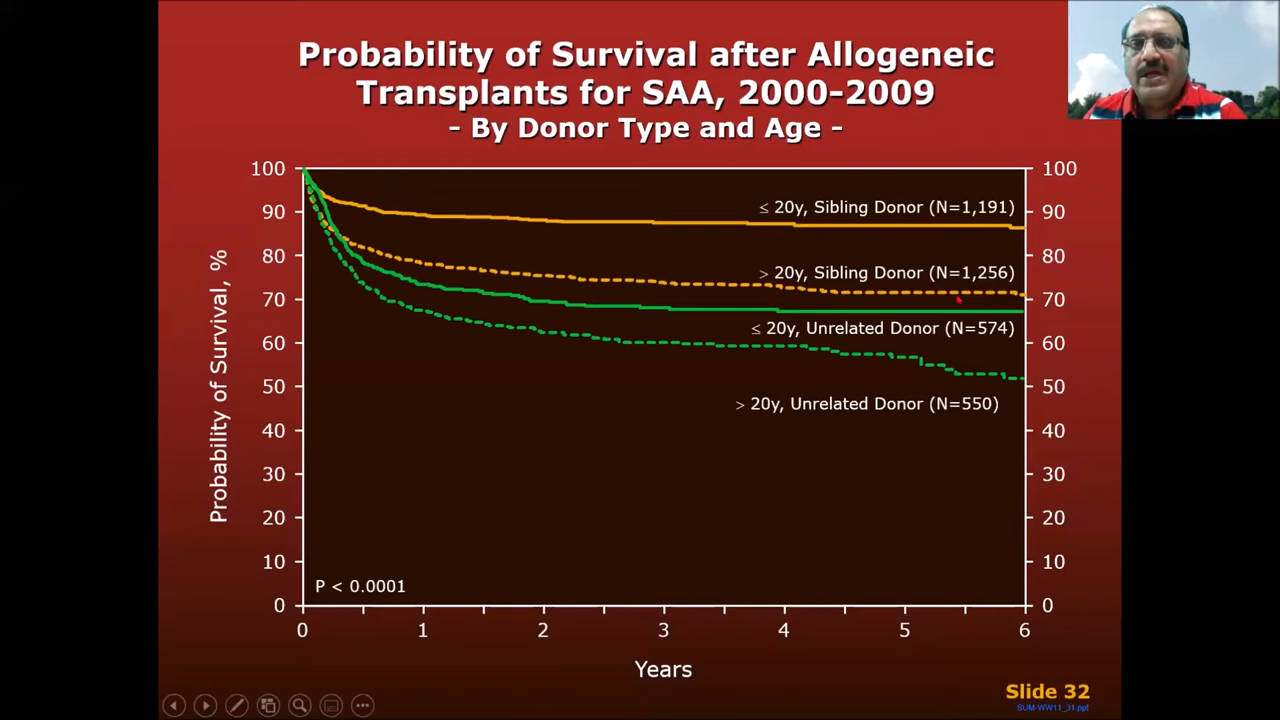 Probability of Survival after Allogeneic
Transplants for SAA, 2000-2009
- By Donor Type and Age -
Probability of Survival, %
100
90
80
70
60
50
40
30
20
10
0
≤ 20y, Sibling Donor (N=1,191)
> 20y, Sibling Donor (N=1,256)
≤ 20y, Unrelated Donor (N=574)
> 20y, Unrelated Donor (N=550)
P < 0.0001
100
90
80
70
60
50
40
30
20
10
0
0 1 2 3 4 5 6
Years
Slide 32
SUM-WW11_31.ppt